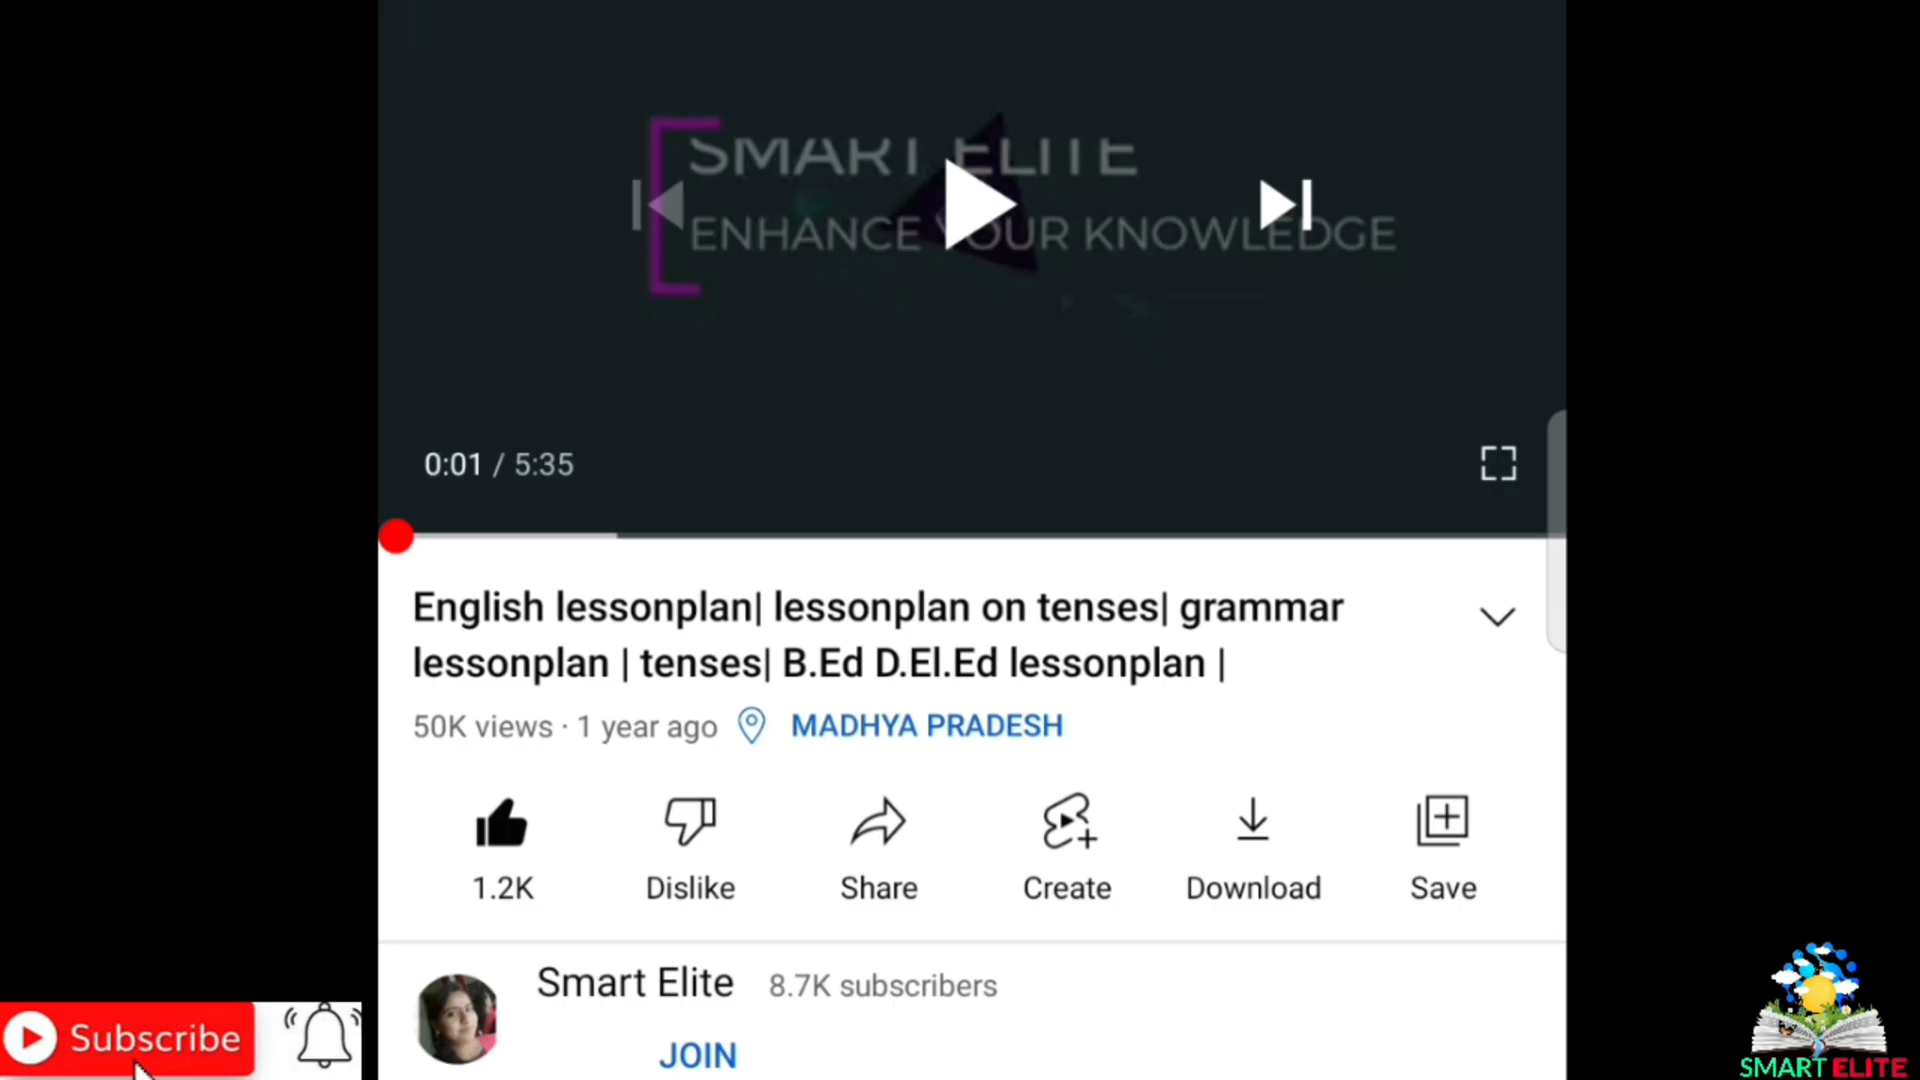 SMART ELITE
ENHANCE YOUR KNOWLEDGE
0:01 / 5:35
English lessonplan| lessonplan on tenses| grammar
lessonplan | tenses| B.Ed D.El.Ed lessonplan |
50K views · 1 year ago MADHYA PRADESH
1.2K Dislike Share Create Download Save
Smart Elite 8.7K subscribers
JOIN
Subscribe
SMART ELITE